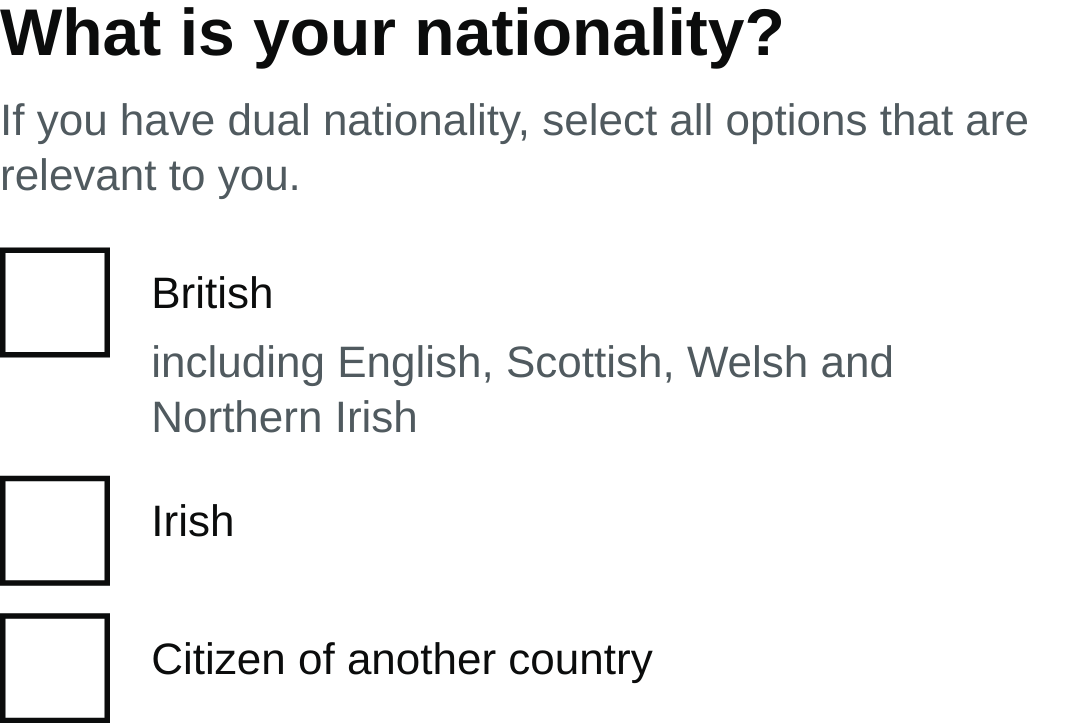 What is your nationality?
If you have dual nationality, select all options that are
relevant to you.
British
including English, Scottish, Welsh and
Northern Irish
Irish
Citizen of another country